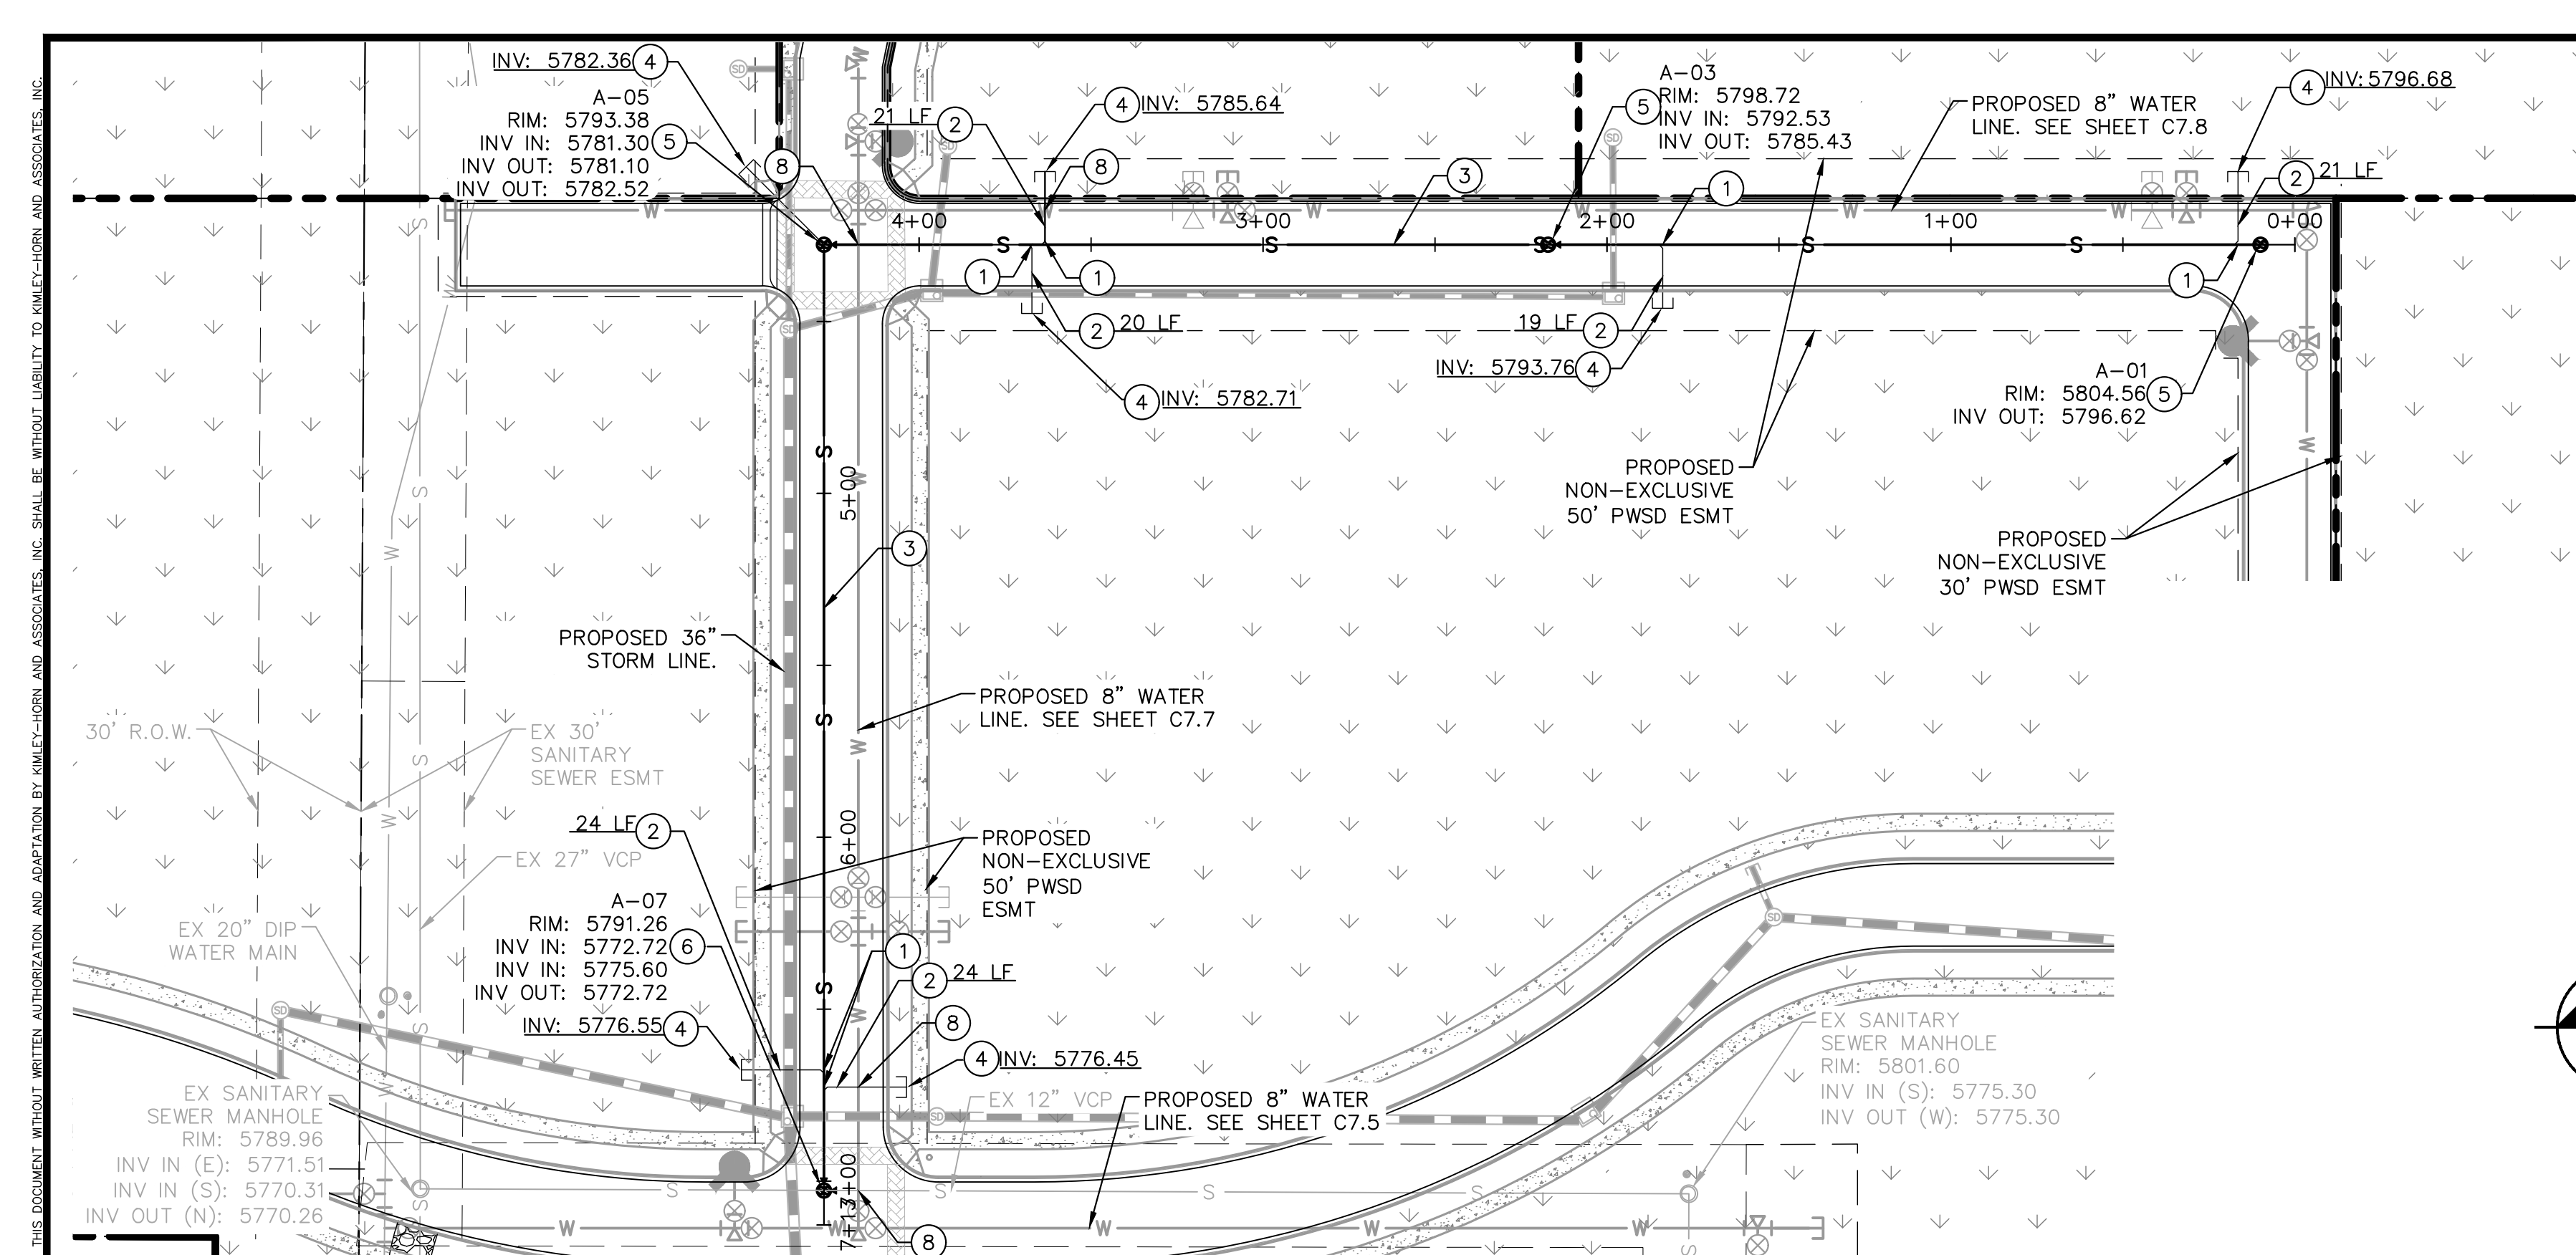 THIS DOCUMENT WITHOUT WRITTEN AUTHORIZATION AND ADAPTATION BY KIMLEY-HORN AND ASSOCIATES, INC. SHALL BE WITHOUT LIABILITY TO KIMLEY-HORN AND ASSOCIATES, INC.
INV: 5782.36 4
A-05
RIM: 5793.38
INV IN: 5781.30 5
INV OUT: 5781.10
INV OUT: 5782.52
8
SD
21 LF 2
4 INV: 5785.64
8
3
5
A-03
RIM: 5798.72
INV IN: 5792.53
INV OUT: 5785.43
1
PROPOSED 8" WATER
LINE. SEE SHEET C7.8
4 INV: 5796.68
2 21 LF
4+00
3+00
2+00
1+00
0+00
1
1
2 20 LF
4 INV: 5782.71
19 LF 2
INV: 5793.76 4
1
A-01
RIM: 5804.56 5
INV OUT: 5796.62
PROPOSED
NON-EXCLUSIVE
50' PWSD ESMT
PROPOSED
NON-EXCLUSIVE
30' PWSD ESMT
5+00
3
PROPOSED 36"
STORM LINE.
PROPOSED 8" WATER
LINE. SEE SHEET C7.7
30' R.O.W.
EX 30'
SANITARY
SEWER ESMT
24 LF 2
EX 27" VCP
6+00
PROPOSED
NON-EXCLUSIVE
50' PWSD
ESMT
A-07
RIM: 5791.26
INV IN: 5772.72 6
INV IN: 5775.60
INV OUT: 5772.72
EX 20" DIP
WATER MAIN
1
2 24 LF
8
INV: 5776.55 4
4 INV: 5776.45
EX 12" VCP
PROPOSED 8" WATER
LINE. SEE SHEET C7.5
EX SANITARY
SEWER MANHOLE
RIM: 5801.60
INV IN (S): 5775.30
INV OUT (W): 5775.30
EX SANITARY
SEWER MANHOLE
RIM: 5789.96
INV IN (E): 5771.51
INV IN (S): 5770.31
INV OUT (N): 5770.26
8